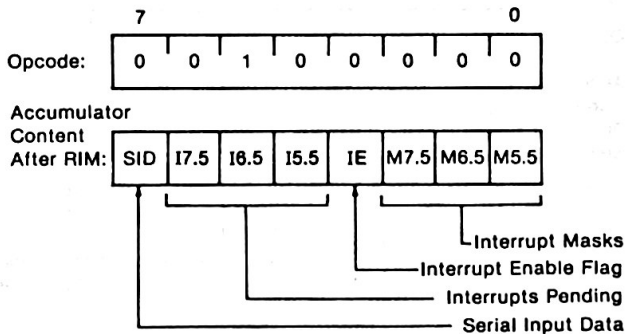 7 0
Opcode: 0 0 1 0 0 0 0 0
Accumulator
Content
After RIM: SID I7.5 I6.5 I5.5 IE M7.5 M6.5 M5.5
Interrupt Masks
Interrupt Enable Flag
Interrupts Pending
Serial Input Data